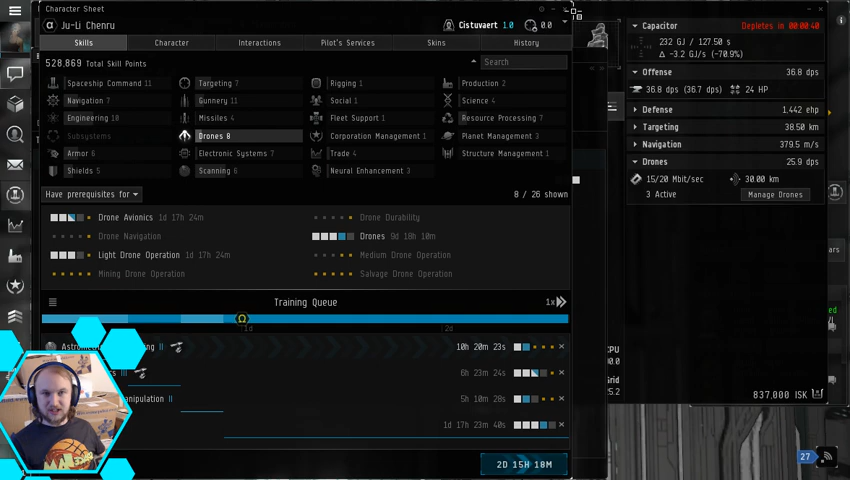 Character Sheet
Ju-Li Chenru
Cistuvaert 1.0
0.0
Skills
Character
Interactions
Pilot's Services
Skins
History
528,869 Total Skill Points
Search
Spaceship Command 11
Targeting 7
Rigging 1
Production 2
Navigation 7
Gunnery 11
Social 1
Science 4
Engineering 10
Missiles 4
Fleet Support 1
Resource Processing 7
Subsystems
Drones 8
Corporation Management 1
Planet Management 3
Armor 6
Electronic Systems 7
Trade 4
Structure Management 1
Shields 5
Scanning 6
Neural Enhancement 3
Have prerequisites for
8 / 26 shown
Drone Avionics 1d 17h 24m
Drone Durability
Drone Navigation
Drones 9d 18h 10m
Light Drone Operation 1d 17h 24m
Medium Drone Operation
Mining Drone Operation
Salvage Drone Operation
Training Queue
1x
Ω
1d
2d
II
10h 20m 23s
6h 23m 24s
anipulation II
5h 10m 28s
1d 17h 23m 40s
2D 15H 18M
Capacitor
Depletes in 00:00:40
232 GJ / 127.50 s
Δ -3.2 GJ/s (-70.9%)
Offense
36.8 dps
36.8 dps (36.7 dps)
24 HP
Defense
1,442 ehp
Targeting
38.50 km
Navigation
379.5 m/s
Drones
25.9 dps
15/20 Mbit/sec
30.00 km
3 Active
Manage Drones
837,000 ISK
CPU
Grid
27